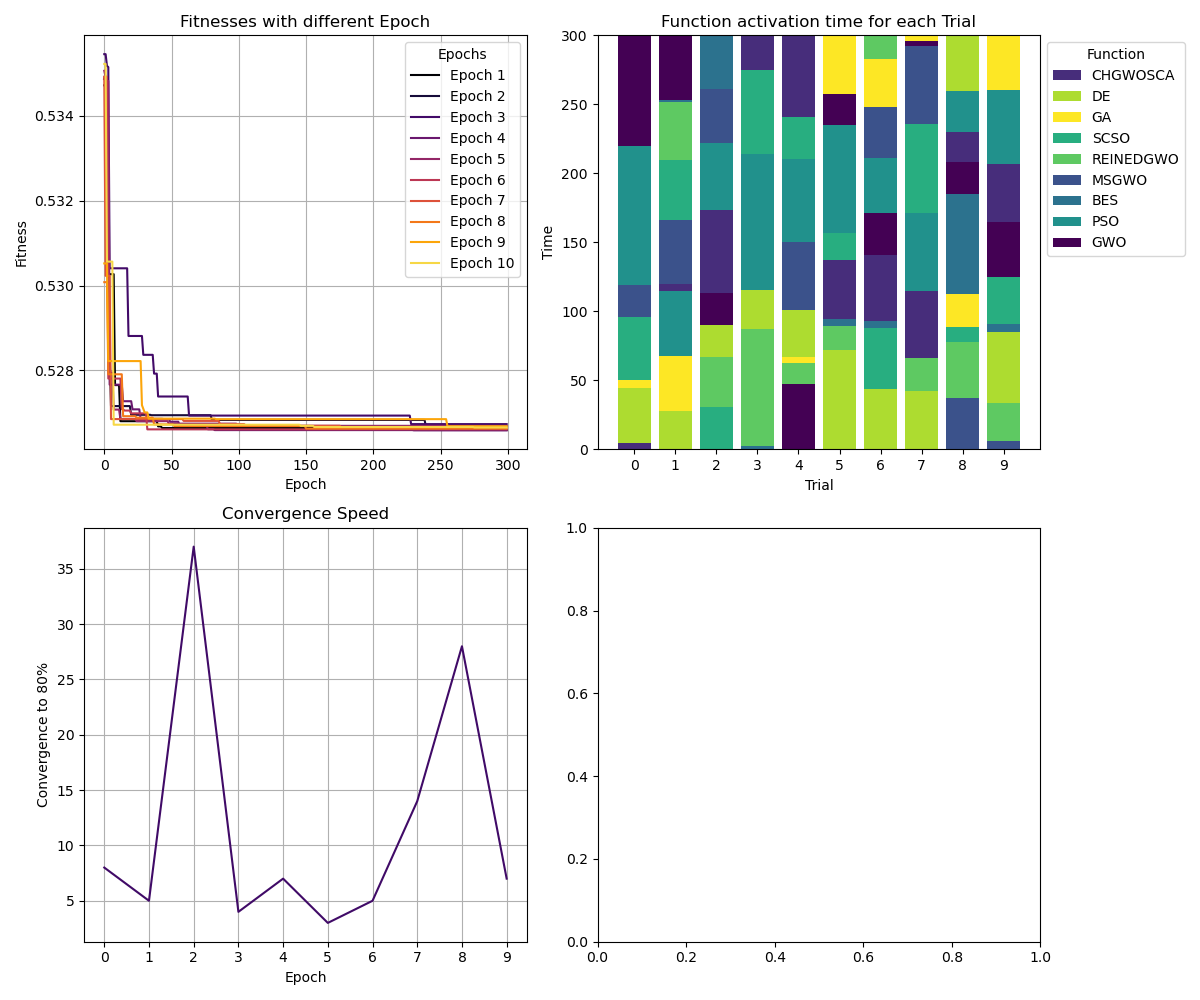 Fitnesses with different Epoch
Fitness
0.534
0.532
0.530
0.528
0 50 100 150 200 250 300
Epoch
Epochs
Epoch 1
Epoch 2
Epoch 3
Epoch 4
Epoch 5
Epoch 6
Epoch 7
Epoch 8
Epoch 9
Epoch 10
Function activation time for each Trial
Time
300
250
200
150
100
50
0
0 1 2 3 4 5 6 7 8 9
Trial
Function
CHGWOSCA
DE
GA
SCSO
REINEDGWO
MSGWO
BES
PSO
GWO
Convergence Speed
Convergence to 80%
35
30
25
20
15
10
5
0 1 2 3 4 5 6 7 8 9
Epoch
1.0
0.8
0.6
0.4
0.2
0.0
0.0 0.2 0.4 0.6 0.8 1.0